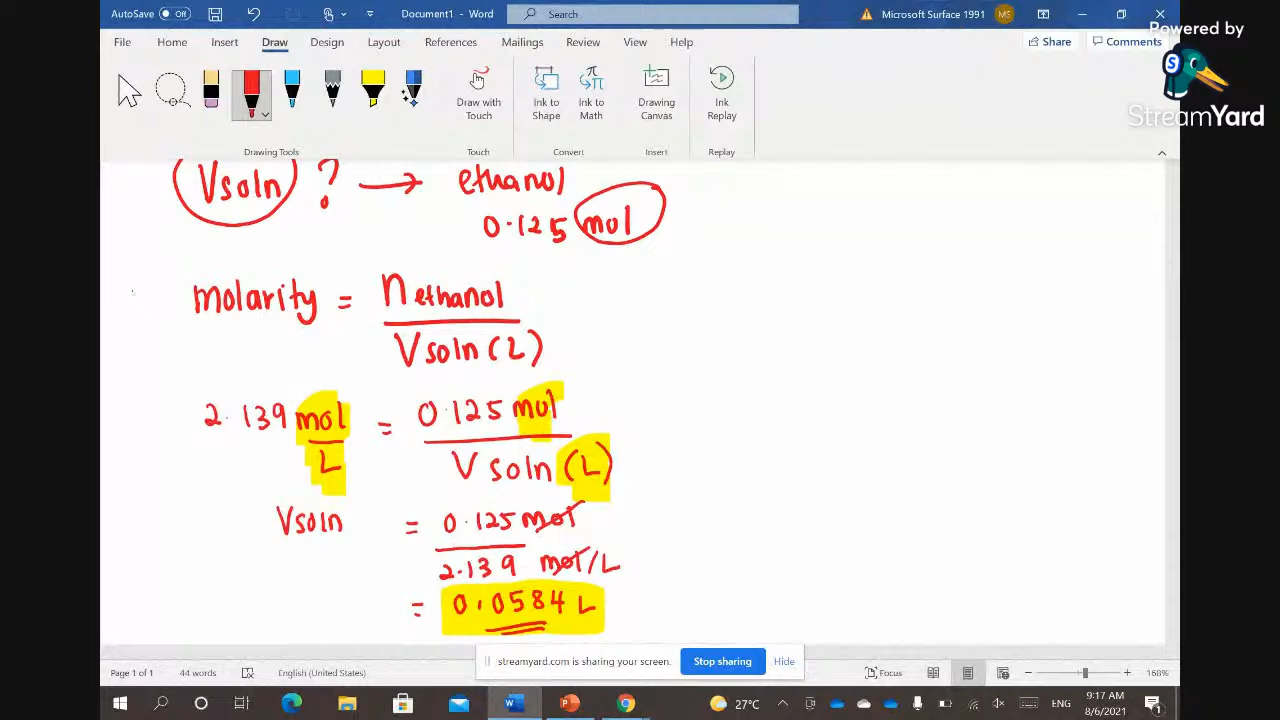 AutoSave Off Document1 - Word Search Microsoft Surface 1991 MS
Powered by
StreamYard
File Home Insert Draw Design Layout References Mailings Review View Help Share Comments
Draw with Touch Ink to Shape Ink to Math Drawing Canvas Ink Replay
Drawing Tools Touch Convert Insert Replay
Vsoln ? → ethanol
0.125 mol
molarity = n ethanol
V soln (L)
2.139 mol = 0.125 mol
L V soln (L)
Vsoln = 0.125 mol
2.139 mol/L
= 0.0584 L
streamyard.com is sharing your screen. Stop sharing Hide
Page 1 of 1 44 words English (United States) Focus 168%
27°C ENG 9:17 AM
8/6/2021